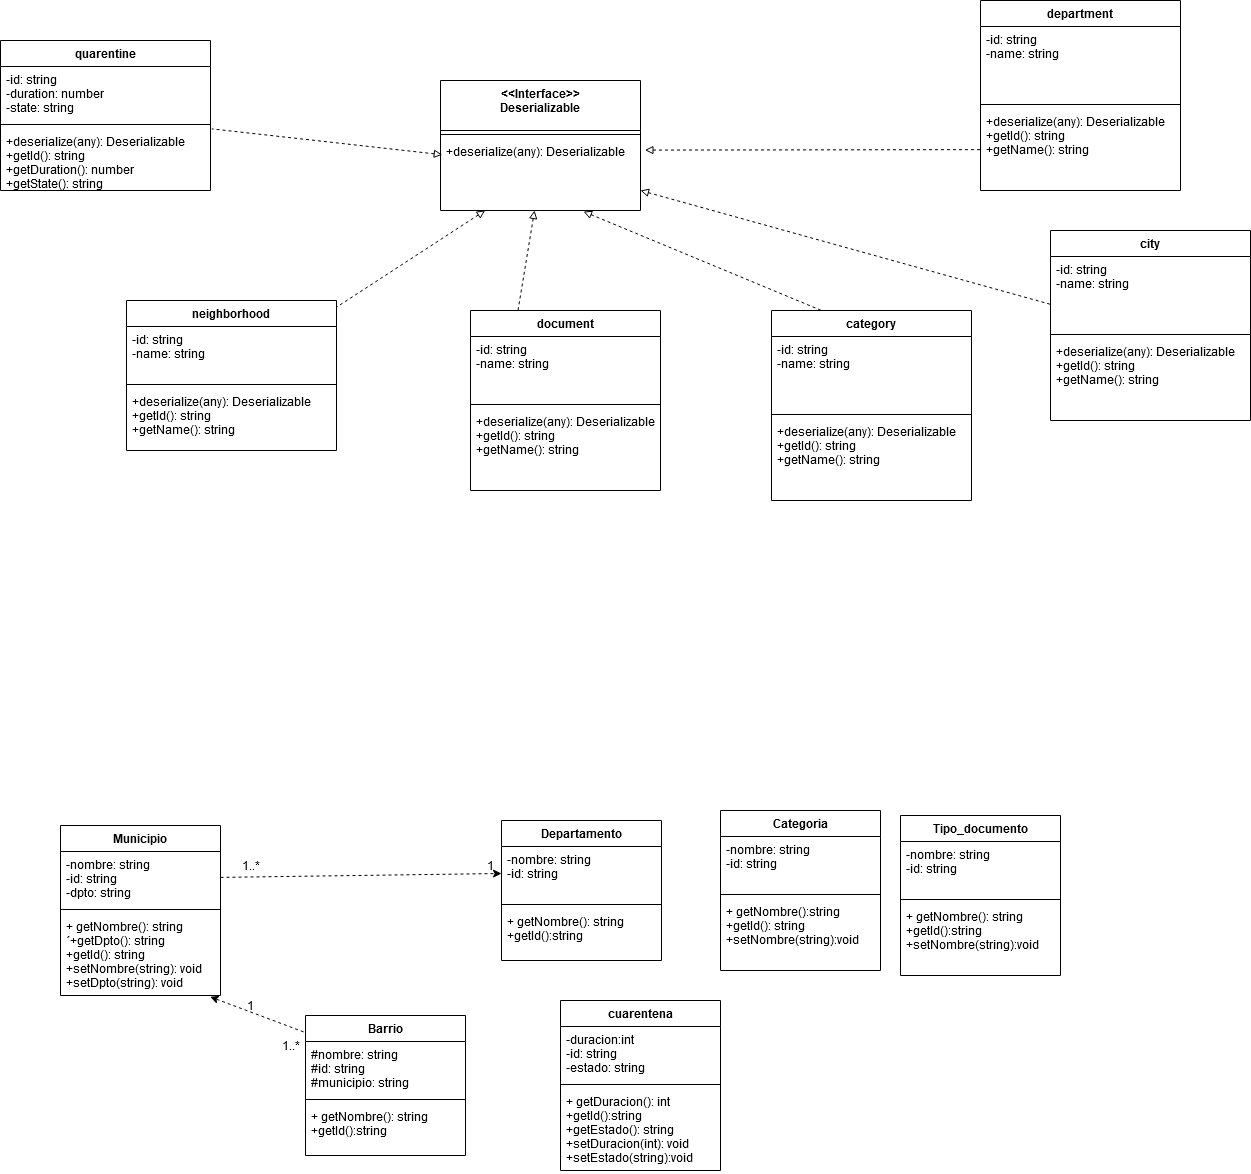 quarentine
-id: string
-duration: number
-state: string
+deserialize(any): Deserializable
+getId(): string
+getDuration(): number
+getState(): string
<<Interface>>
Deserializable
+deserialize(any): Deserializable
department
-id: string
-name: string
+deserialize(any): Deserializable
+getId(): string
+getName(): string
city
-id: string
-name: string
+deserialize(any): Deserializable
+getId(): string
+getName(): string
neighborhood
-id: string
-name: string
+deserialize(any): Deserializable
+getId(): string
+getName(): string
document
-id: string
-name: string
+deserialize(any): Deserializable
+getId(): string
+getName(): string
category
-id: string
-name: string
+deserialize(any): Deserializable
+getId(): string
+getName(): string
Municipio
-nombre: string
-id: string
-dpto: string
+ getNombre(): string
´+getDpto(): string
+getId(): string
+setNombre(string): void
+setDpto(string): void
1..*
1
Departamento
-nombre: string
-id: string
+ getNombre(): string
+getId():string
Categoria
-nombre: string
-id: string
+ getNombre():string
+getId(): string
+setNombre(string):void
Tipo_documento
-nombre: string
-id: string
+ getNombre(): string
+getId():string
+setNombre(string):void
1
1..*
Barrio
#nombre: string
#id: string
#municipio: string
+ getNombre(): string
+getId():string
cuarentena
-duracion:int
-id: string
-estado: string
+ getDuracion(): int
+getId():string
+getEstado(): string
+setDuracion(int): void
+setEstado(string):void